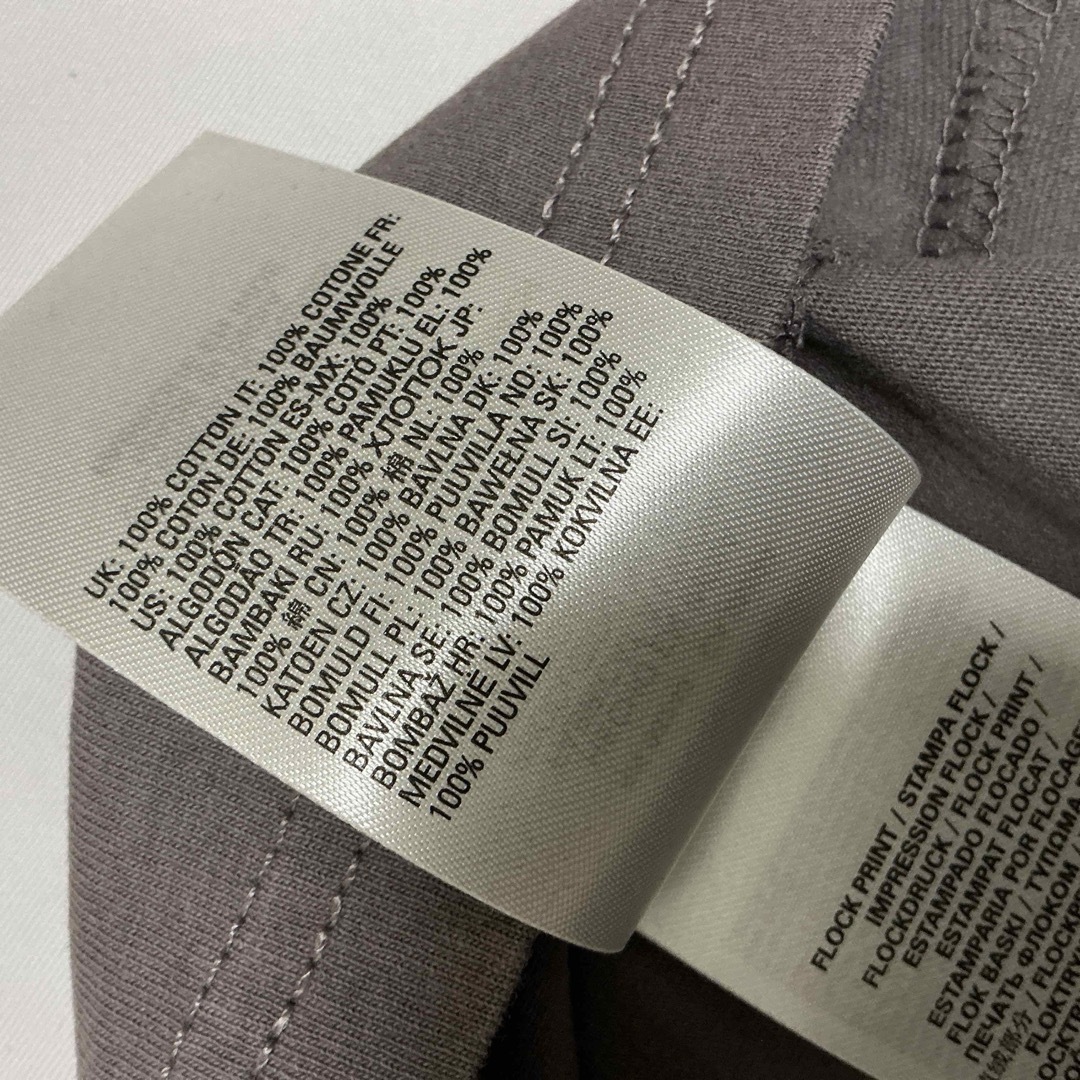 UK: 100% COTTON IT: 100% COTONE FR:
100% COTON DE: 100% BAUMWOLLE
US: 100% COTTON ES-MX: 100%
ALGODÓN CAT: 100% COTÓ PT: 100%
ALGODÃO TR: 100% PAMUKLU EL: 100%
BAMBAKI RU: 100% ХЛОПОК JP:
100% 綿 CN: 100% 棉 NL: 100%
KATOEN CZ: 100% BAVLNA DK: 100%
BOMULD FI: 100% PUUVILLA NO: 100%
BOMULL PL: 100% BAWEŁNA SK: 100%
BAVLNA SE: 100% BOMULL SI: 100%
BOMBAŽ HR: 100% PAMUK LT: 100%
MEDVILNĖ LV: 100% KOKVILNA EE:
100% PUUVILL
FLOCK PRINT / STAMPA FLOCK /
IMPRESSION FLOCK /
FLOCKDRUCK / FLOCK PRINT /
ESTAMPADO FLOCADO /
ESTAMPAT FLOCAT /
ESTAMPARIA POR FLOCAGE
FLOK BASKI / ΤΥΠΩΜΑ
ПЕЧАТЬ ФЛОКОМ /
部分 / FLOCKE
FLOKTRY